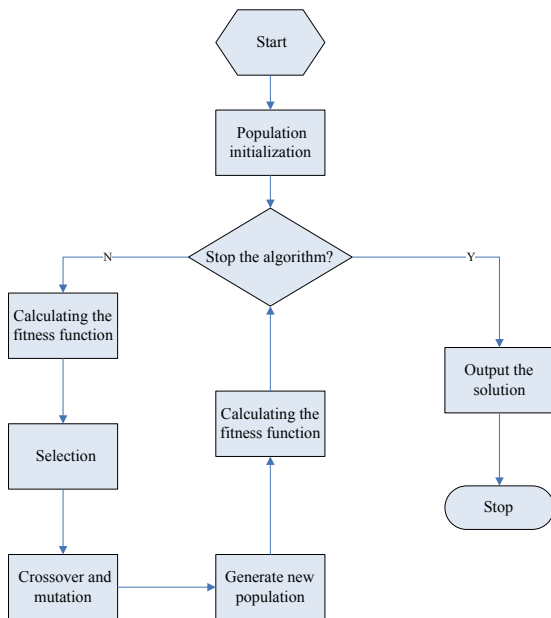 Start
Population
initialization
Stop the algorithm?
N
Y
Calculating the
fitness function
Output the
solution
Calculating the
fitness function
Selection
Stop
Crossover and
mutation
Generate new
population